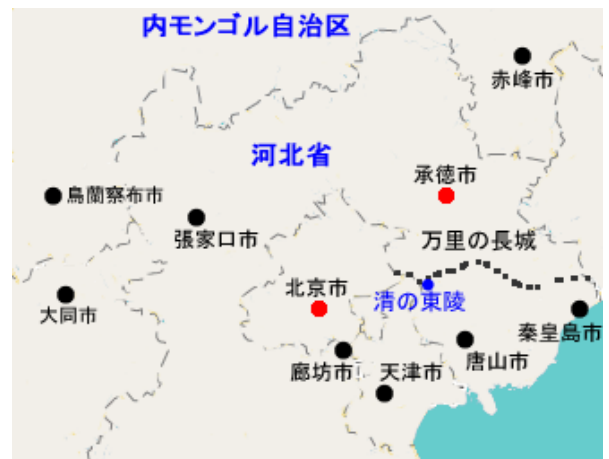 内モンゴル自治区
赤峰市
河北省
承徳市
烏蘭察布市
張家口市
万里の長城
北京市
清の東陵
大同市
秦皇島市
廊坊市
天津市
唐山市